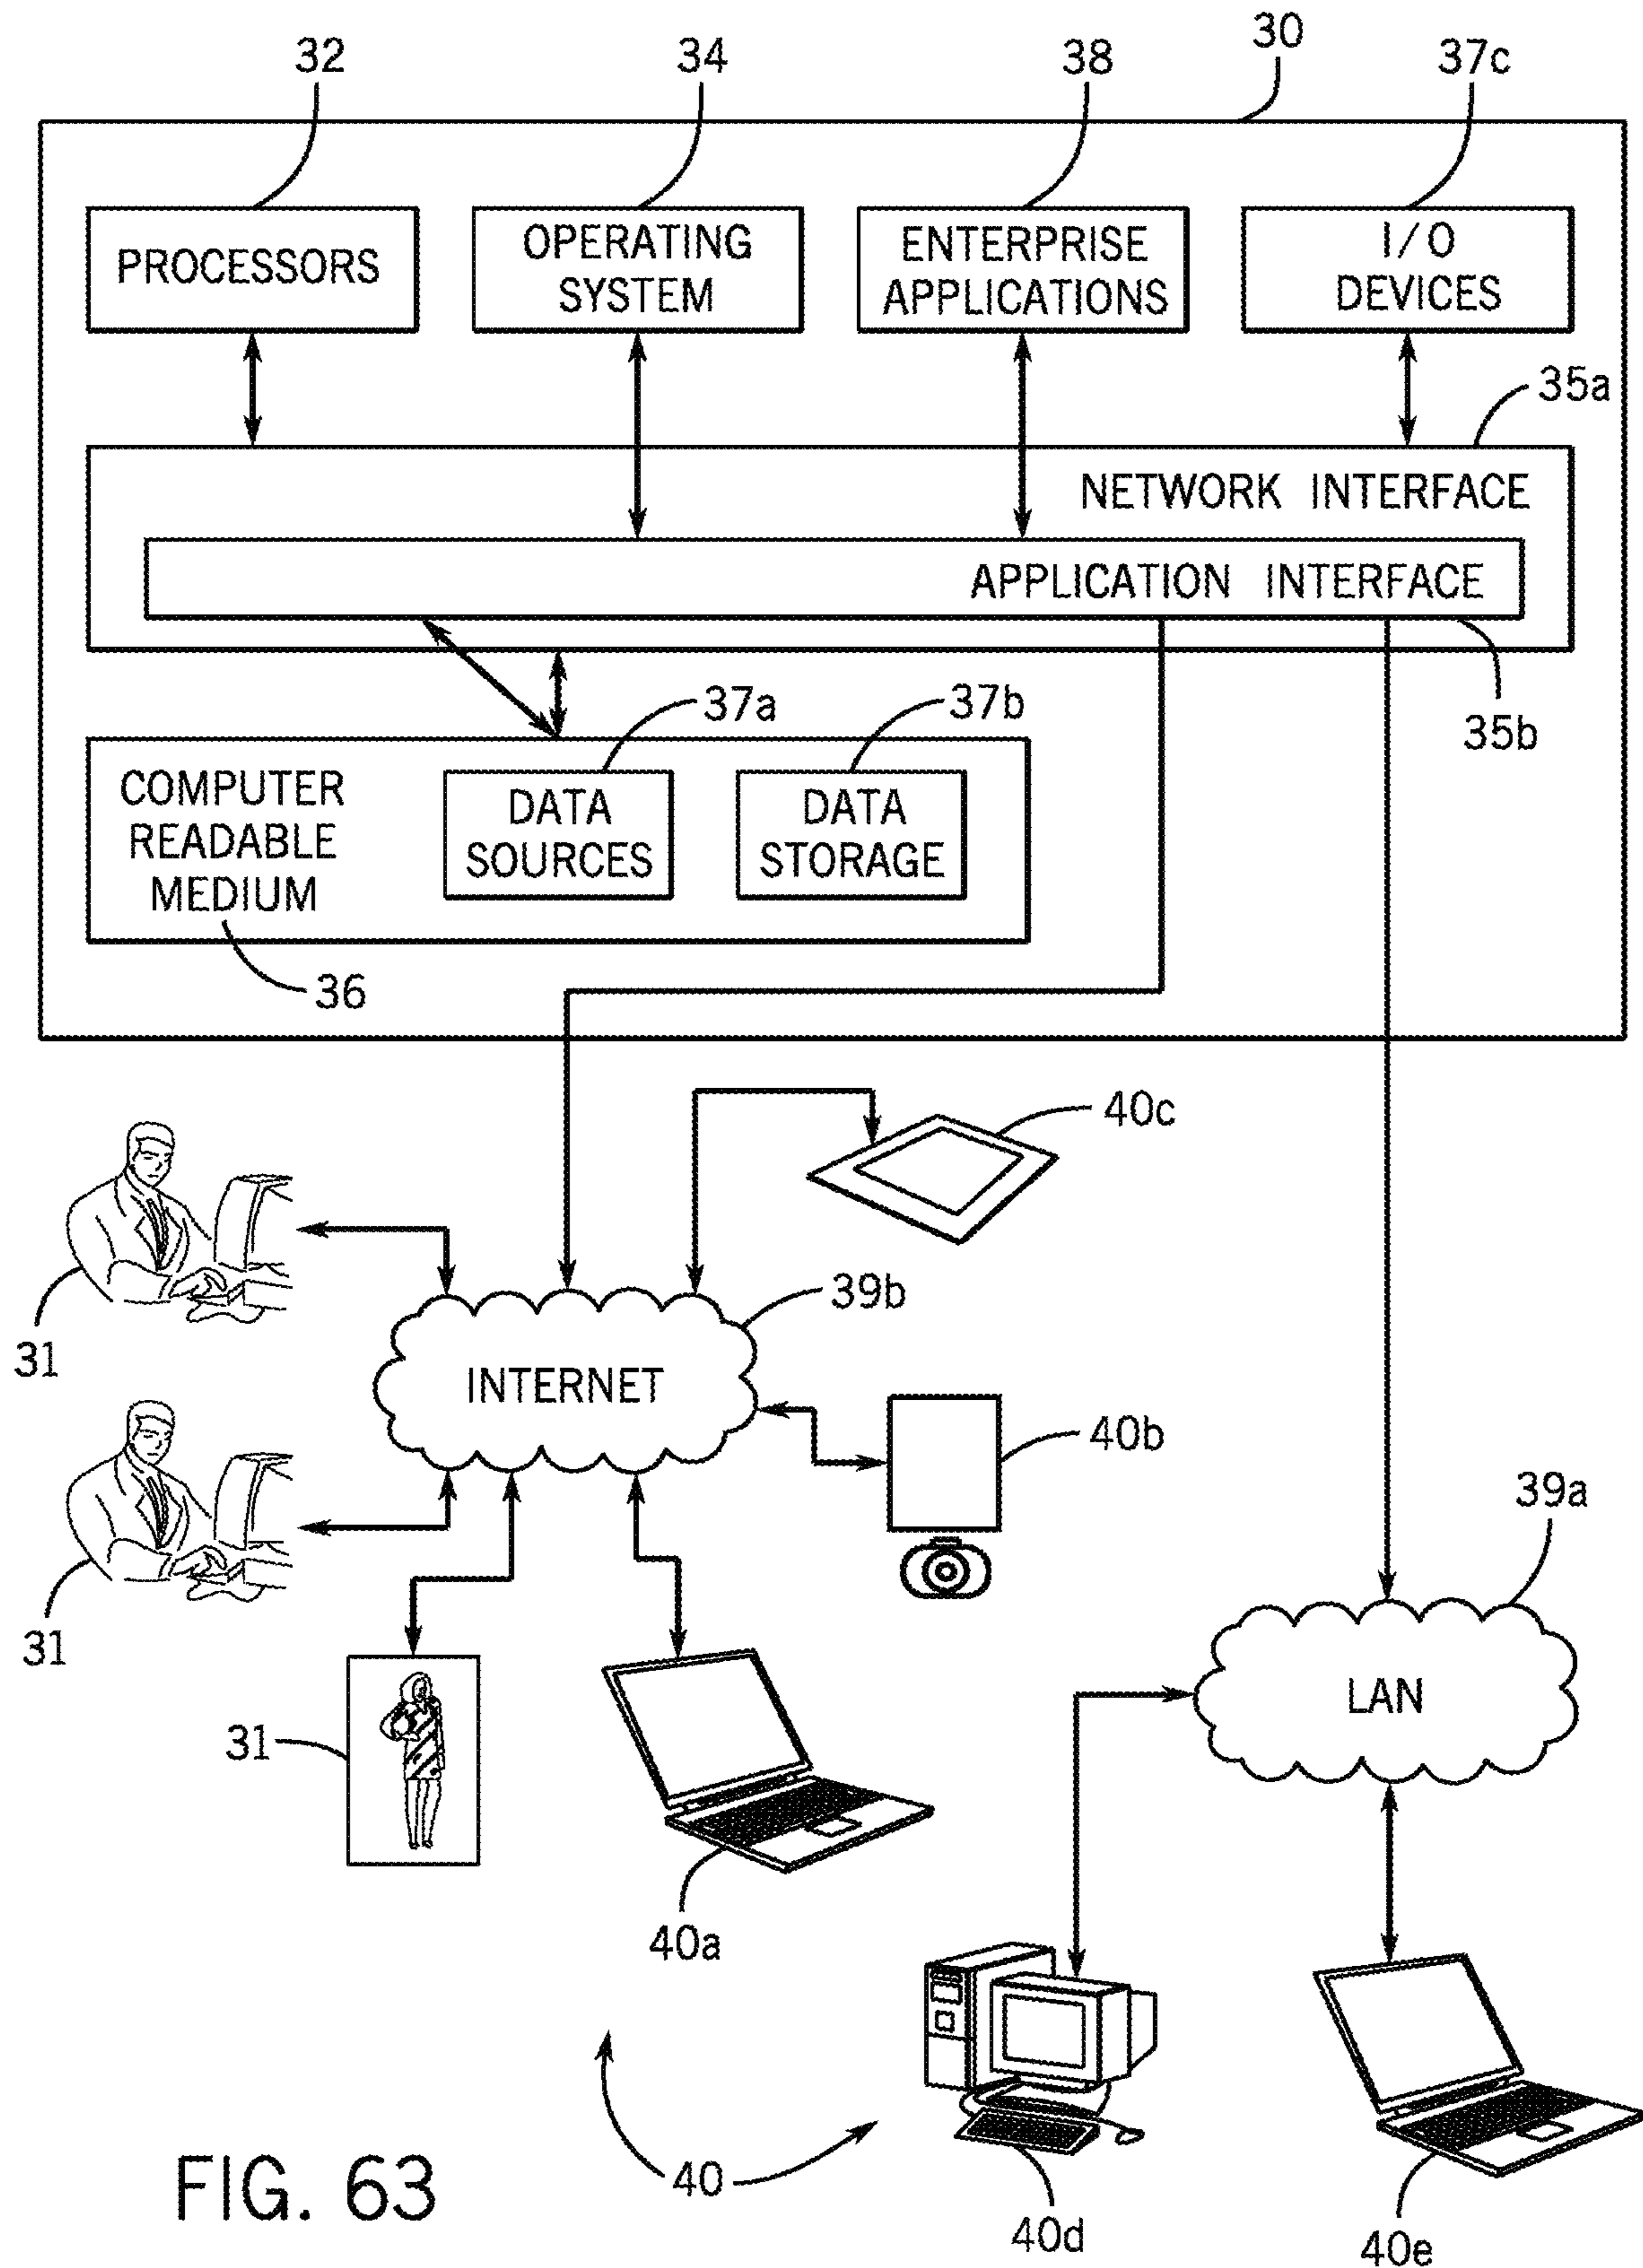 30
32
34
38
37c
PROCESSORS
OPERATING
SYSTEM
ENTERPRISE
APPLICATIONS
I/O
DEVICES
35a
NETWORK INTERFACE
APPLICATION INTERFACE
35b
37a
37b
COMPUTER
READABLE
MEDIUM
DATA
SOURCES
DATA
STORAGE
36
40c
31
39b
INTERNET
40b
39a
31
LAN
31
40a
40
40d
40e
FIG. 63